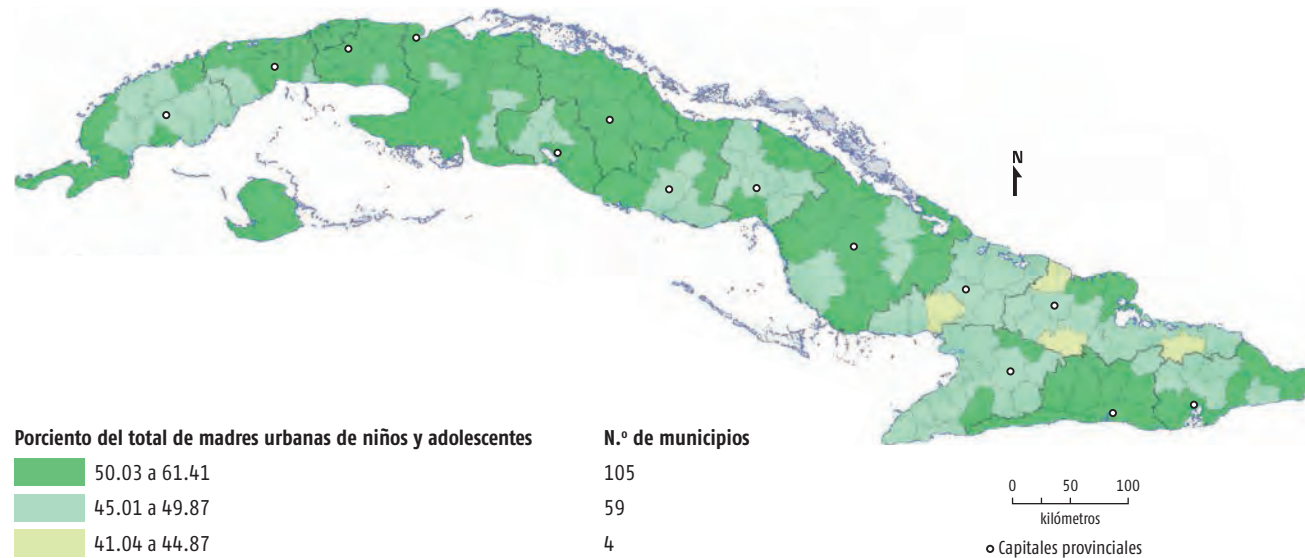 N
Porciento del total de madres urbanas de niños y adolescentes N.º de municipios
50.03 a 61.41 105
45.01 a 49.87 59
41.04 a 44.87 4
0 50 100
kilómetros
Capitales provinciales